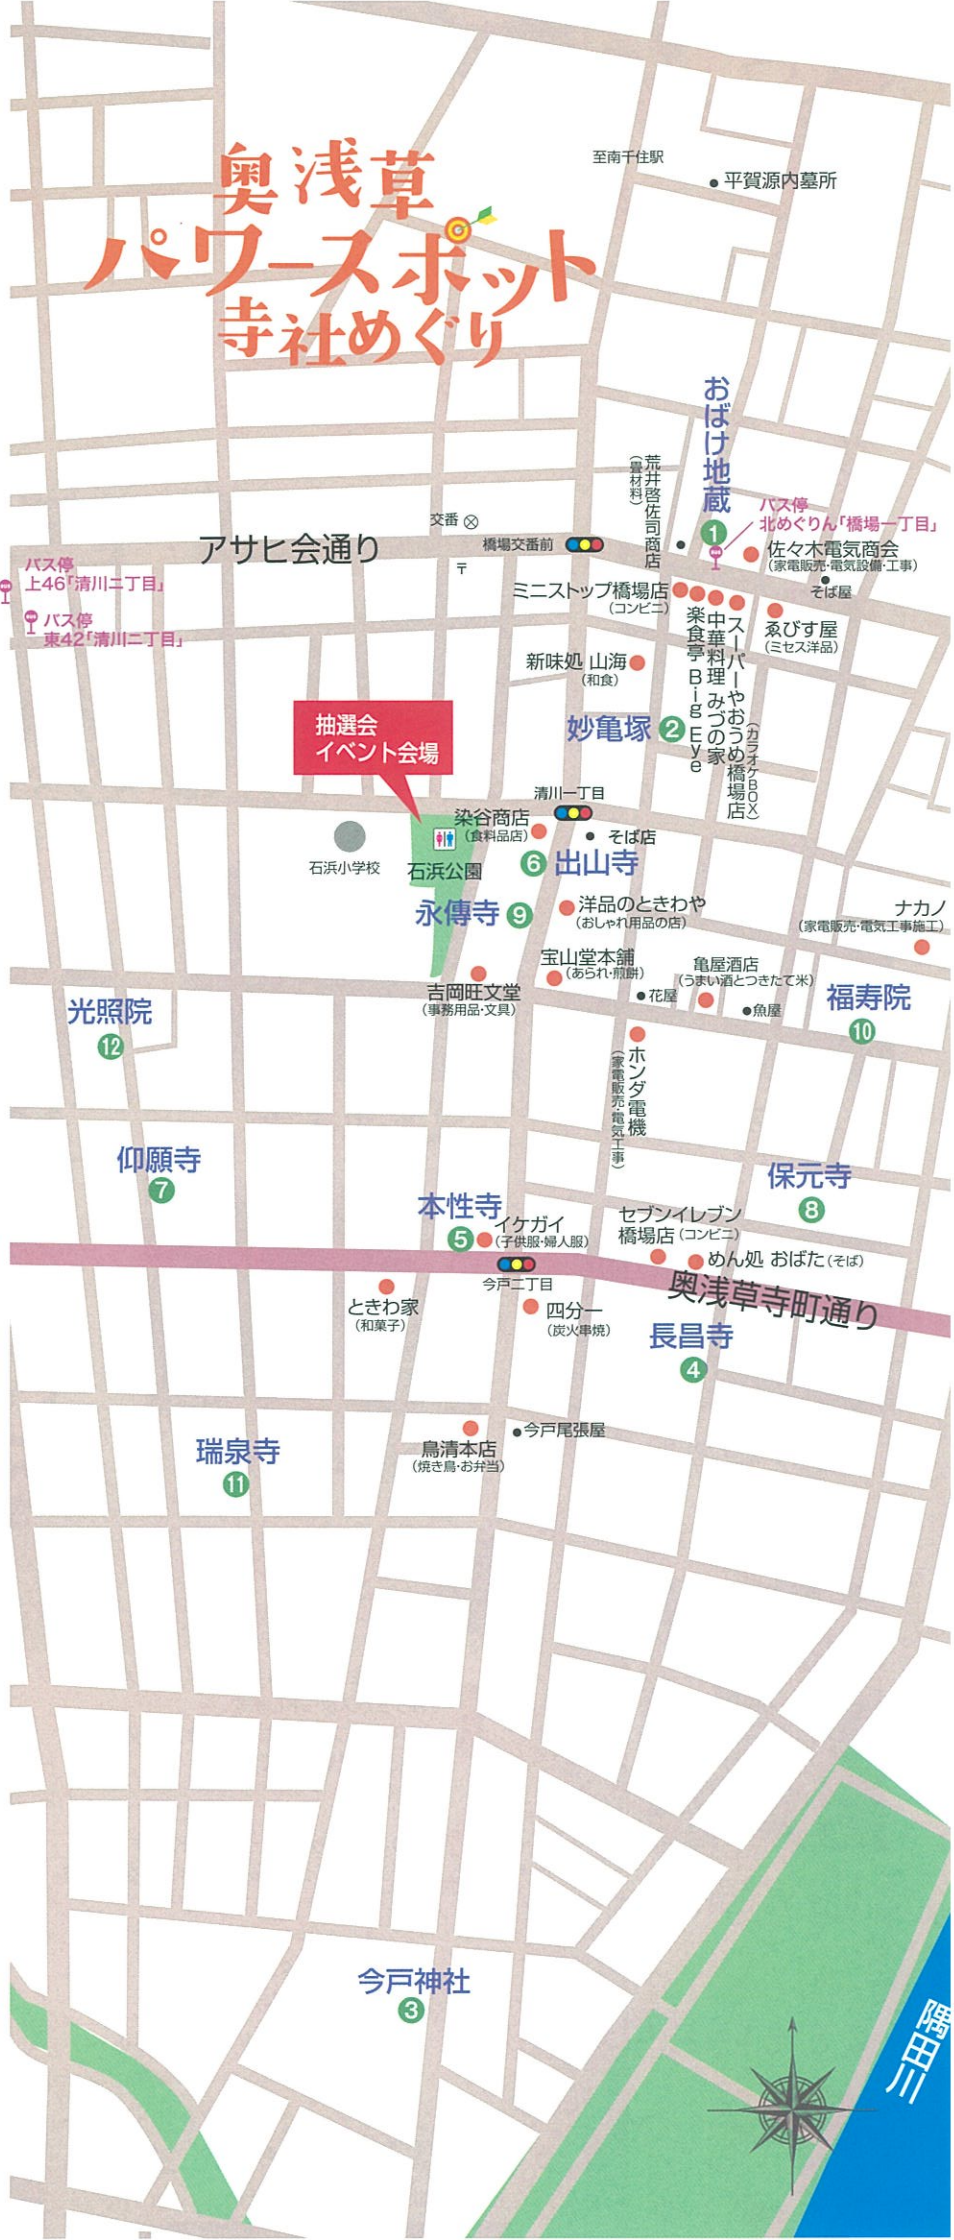 奥浅草
パワースポット
寺社めぐり
至南千住駅
平賀源内墓所
おばけ地蔵
1
荒井啓佐司商店
(畳材料)
バス停
北めぐりん「橋場一丁目」
交番
橋場交番前
アサヒ会通り
〒
佐々木電気商会
(家電販売・電気設備・工事)
そば屋
バス停
上46「清川二丁目」
バス停
東42「清川二丁目」
ミニストップ橋場店
(コンビニ)
楽食亭 Big Eye
中華料理 みづの家
スーパーやおうめ橋場店
(カラオケBOX)
ゑびす屋
(ミセス洋品)
新味処 山海
(和食)
妙亀塚 2
抽選会
イベント会場
清川一丁目
染谷商店
(食料品店)
そば店
石浜小学校
石浜公園
6 出山寺
永傳寺 9
洋品のときわや
(おしゃれ用品の店)
ナカノ
(家電販売・電気工事施工)
宝山堂本舗
(あられ・煎餅)
亀屋酒店
(うまい酒とつきたて米)
吉岡旺文堂
(事務用品・文具)
花屋
魚屋
福寿院
10
光照院
12
ホンダ電機
(家電販売・電気工事)
仰願寺
7
保元寺
8
本性寺
5
イケガイ
(子供服・婦人服)
セブンイレブン
橋場店(コンビニ)
めん処 おばた(そば)
今戸二丁目
奥浅草寺町通り
ときわ家
(和菓子)
四分一
(炭火串焼)
長昌寺
4
鳥清本店
(焼き鳥・お弁当)
今戸尾張屋
瑞泉寺
11
今戸神社
3
隅田川